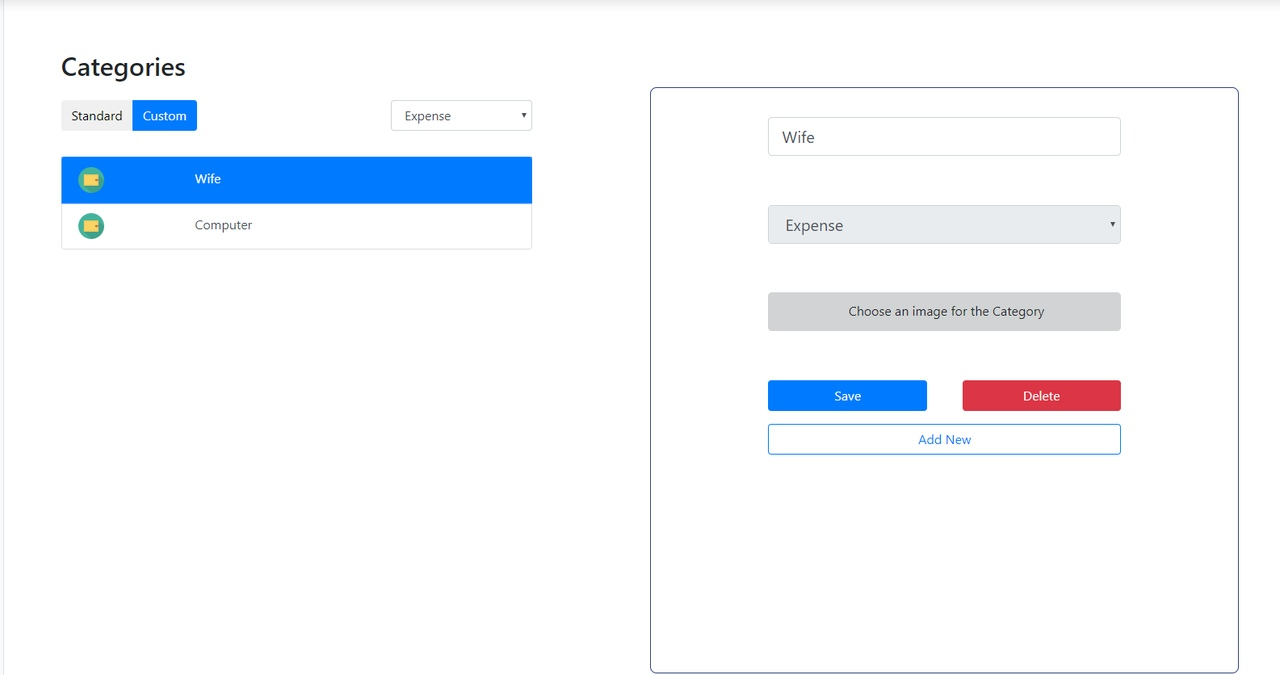 Categories
Standard Custom Expense
Wife
Computer
Wife
Expense
Choose an image for the Category
Save Delete
Add New